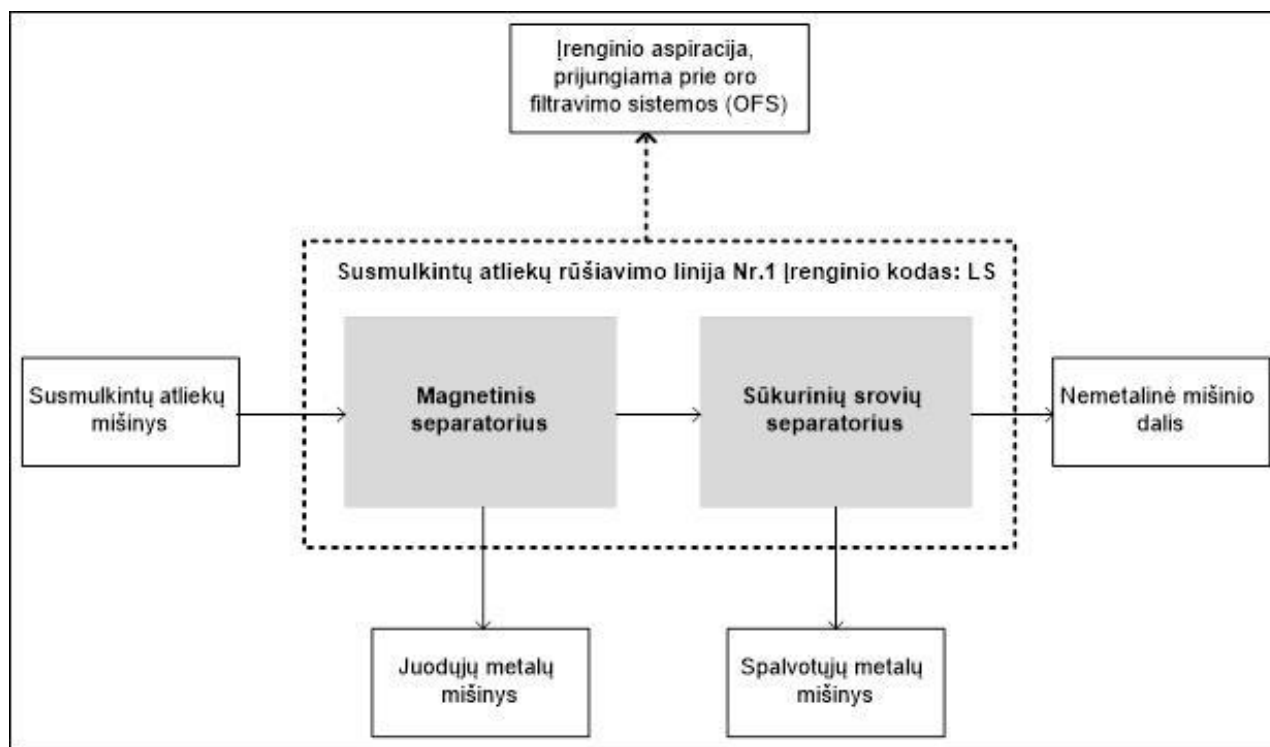 Įrenginio aspiracija,
prijungiama prie oro
filtravimo sistemos (OFS)
Susmulkintų atliekų rūšiavimo linija Nr.1 Įrenginio kodas: LS
Susmulkintų atliekų
mišinys
Magnetinis
separatorius
Sūkurinių srovių
separatorius
Nemetalinė mišinio
dalis
Juodųjų metalų
mišinys
Spalvotųjų metalų
mišinys